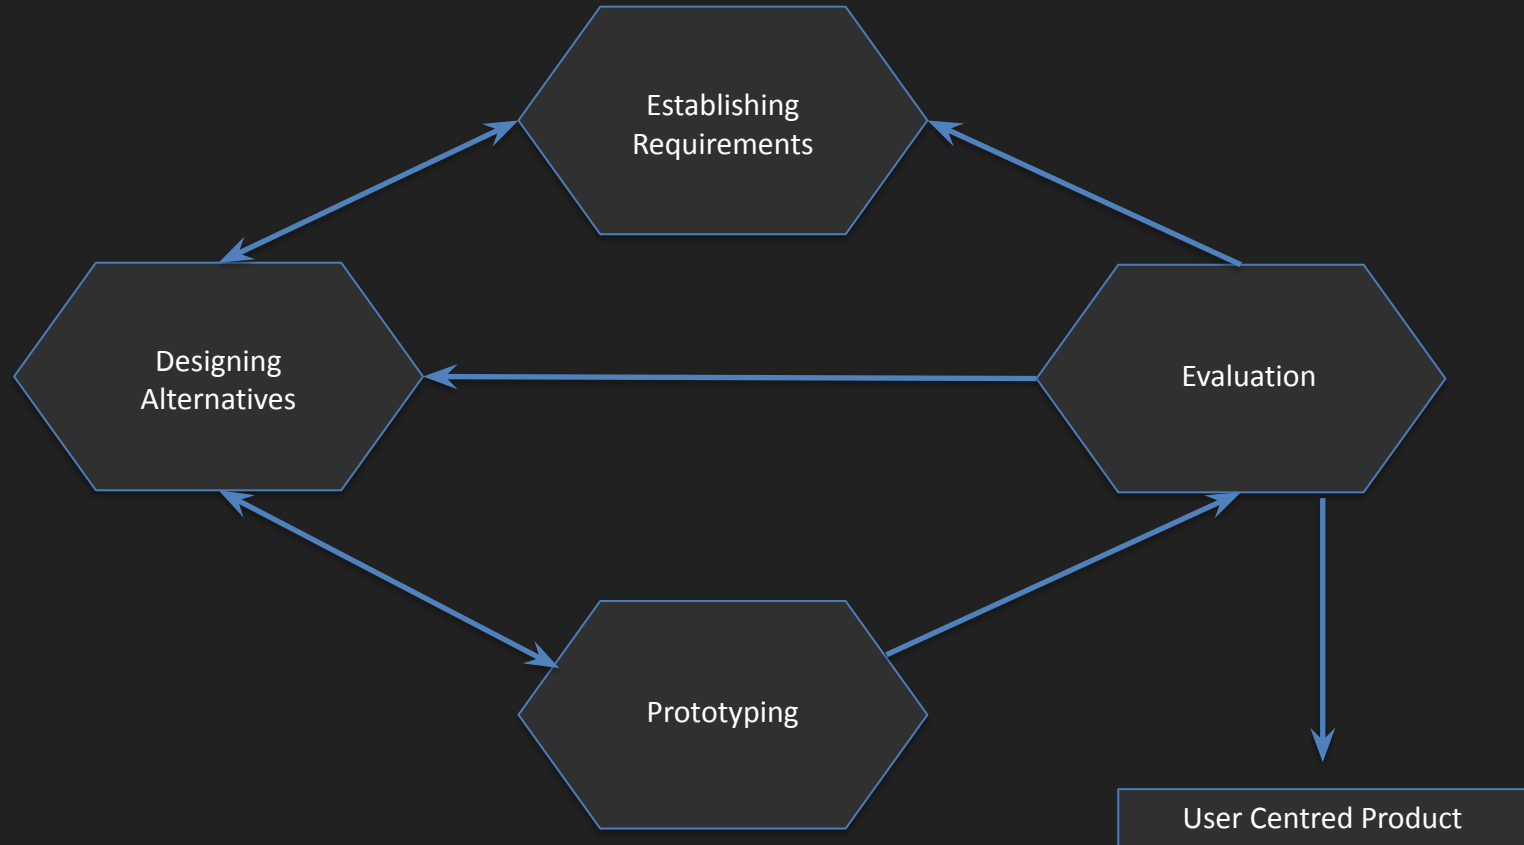 Establishing
Requirements
Designing
Alternatives
Evaluation
Prototyping
User Centred Product